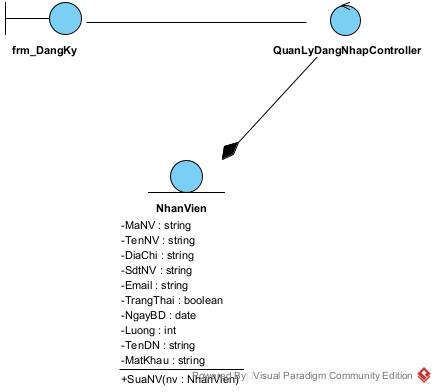 frm_DangKy
QuanLyDangNhapController
NhanVien
-MaNV : string
-TenNV : string
-DiaChi : string
-SdtNV : string
-Email : string
-TrangThai : boolean
-NgayBD : date
-Luong : int
-TenDN : string
-MatKhau : string
Powered By Visual Paradigm Community Edition
+SuaNV(nv : NhanVien)